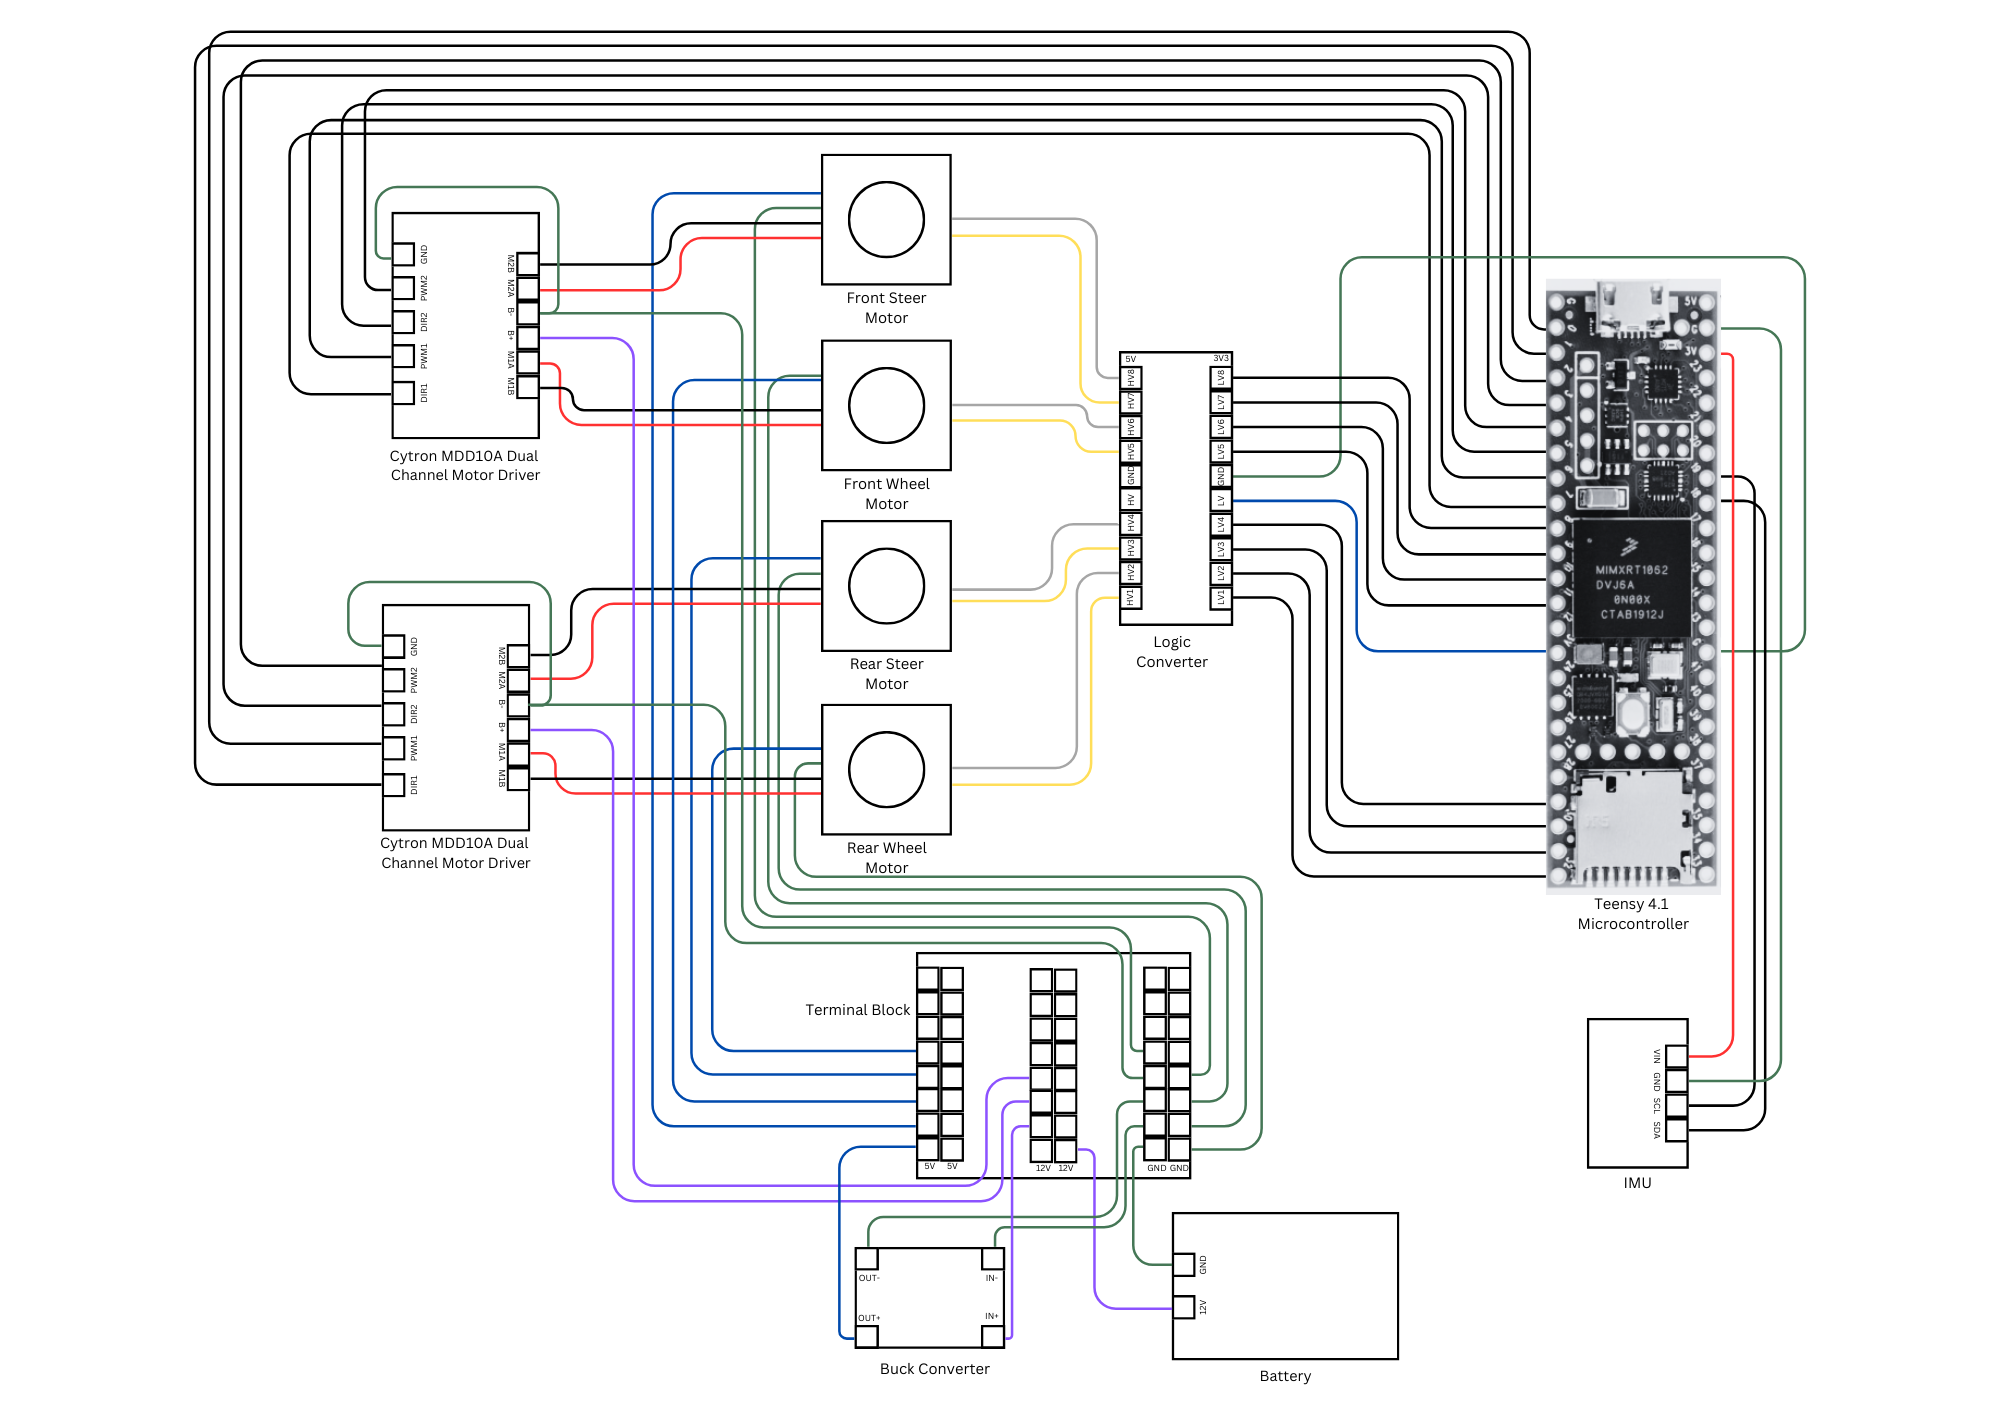 GND
PWM2
DIR2
PWM1
DIR1
M2B
M2A
B-
B+
M1A
M1B
Cytron MDD10A Dual
Channel Motor Driver
GND
PWM2
DIR2
PWM1
DIR1
M2B
M2A
B-
B+
M1A
M1B
Cytron MDD10A Dual
Channel Motor Driver
Front Steer
Motor
Front Wheel
Motor
Rear Steer
Motor
Rear Wheel
Motor
5V
3V3
HV8
LV8
HV7
LV7
HV6
LV6
HV5
LV5
GND
GND
HV
LV
HV4
LV4
HV3
LV3
HV2
LV2
HV1
LV1
Logic
Converter
G
5V
0
G
1
3V
MIMXRT1062
DVJ6A
0N00X
CTAB1912J
Teensy 4.1
Microcontroller
Terminal Block
5V 5V
12V 12V
GND GND
VIN
GND
SCL
SDA
IMU
OUT-
IN-
OUT+
IN+
Buck Converter
GND
12V
Battery